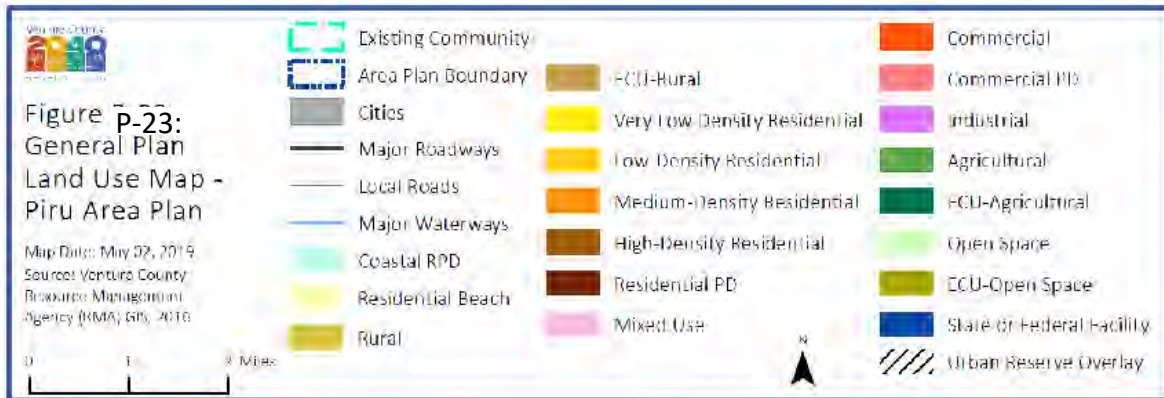 Figure
P-23:
General Plan
Land Use Map -
Piru Area Plan
Map Date: May 02, 2019
Source: Ventura County
Resource Management
Agency (RMA) GIS, 2016
0 1 Miles
Existing Community
Area Plan Boundary
Cities
Major Roadways
Local Roads
Major Waterways
Coastal RPD
Residential Beach
Rural
ECU-Rural
Very Low-Density Residential
Low-Density Residential
Medium-Density Residential
High-Density Residential
Residential PD
Mixed Use
N
Commercial
Commercial PD
Industrial
Agricultural
ECU-Agricultural
Open Space
ECU-Open Space
State or Federal Facility
Urban Reserve Overlay